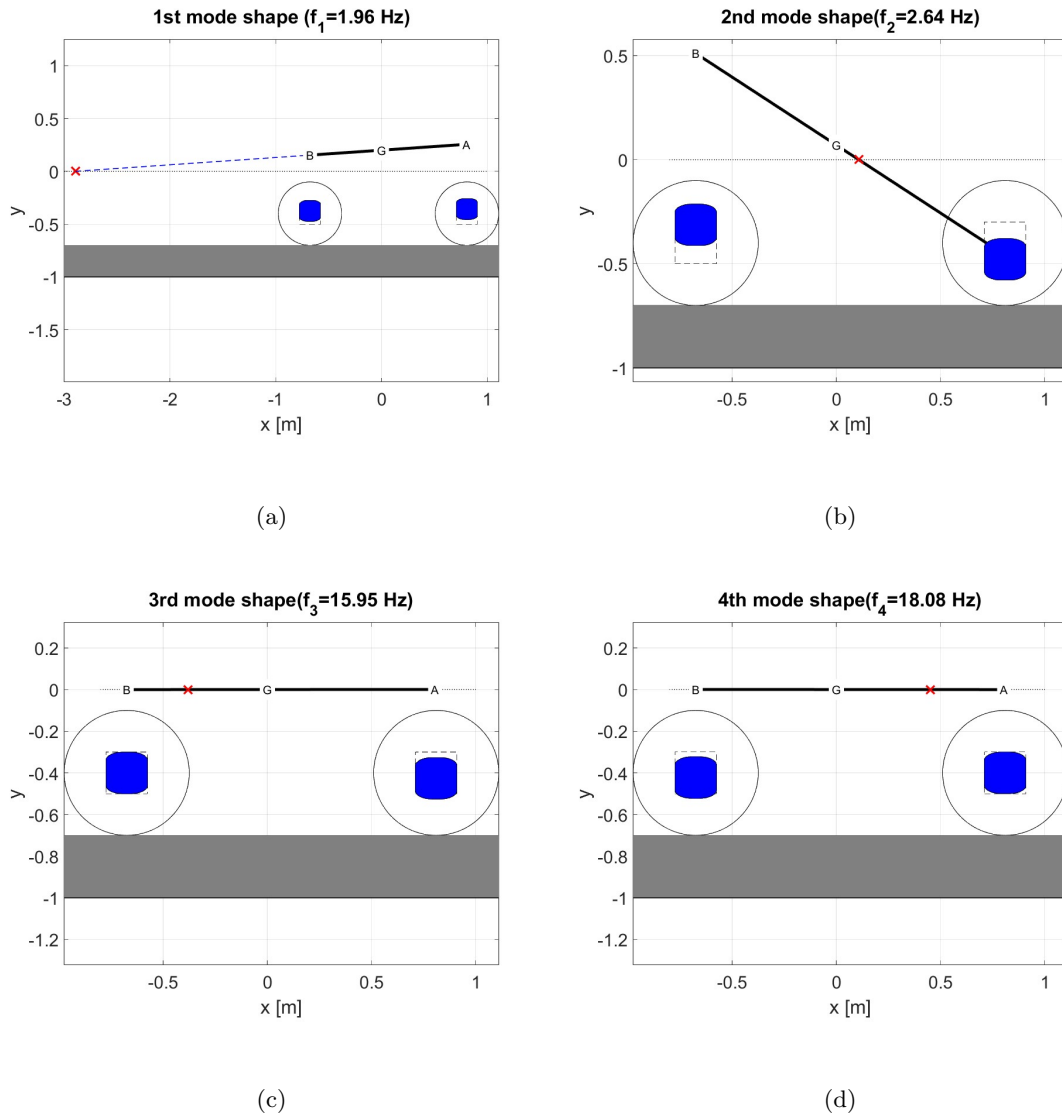 1st mode shape (f1=1.96 Hz)
1
0.5
0
-0.5
-1
-1.5
y
B
G
A
-3
-2
-1
0
1
x [m]
(a)
2nd mode shape(f2=2.64 Hz)
0.5
0
-0.5
-1
y
B
G
-0.5
0
0.5
1
x [m]
(b)
3rd mode shape(f3=15.95 Hz)
0.2
0
-0.2
-0.4
-0.6
-0.8
-1
-1.2
y
B
G
A
-0.5
0
0.5
1
x [m]
(c)
4th mode shape(f4=18.08 Hz)
0.2
0
-0.2
-0.4
-0.6
-0.8
-1
-1.2
y
B
G
A
-0.5
0
0.5
1
x [m]
(d)